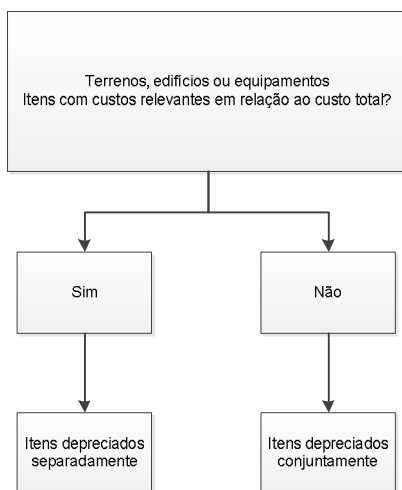 Terrenos, edificios ou equipamentos
Itens com custos relevantes em relação ao custo total?
Sim
Não
Itens depreciados
separadamente
Itens depreciados
conjuntamente